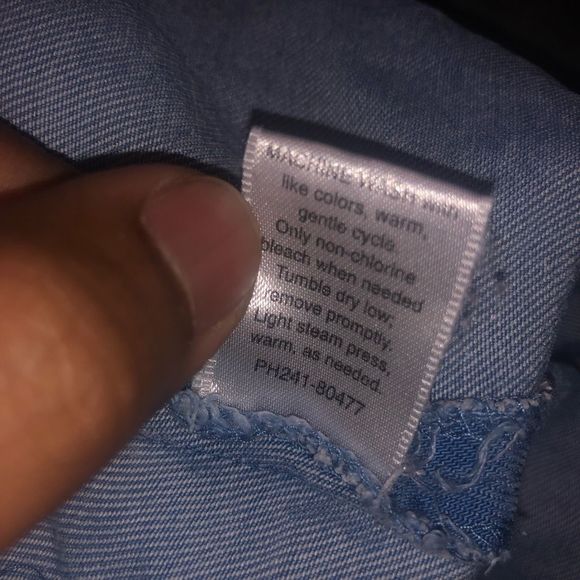 MACHINE WASH with
like colors, warm,
gentle cycle.
Only non-chlorine
bleach when needed
Tumble dry low,
remove promptly.
Light steam press,
warm, as needed.
PH241-80477